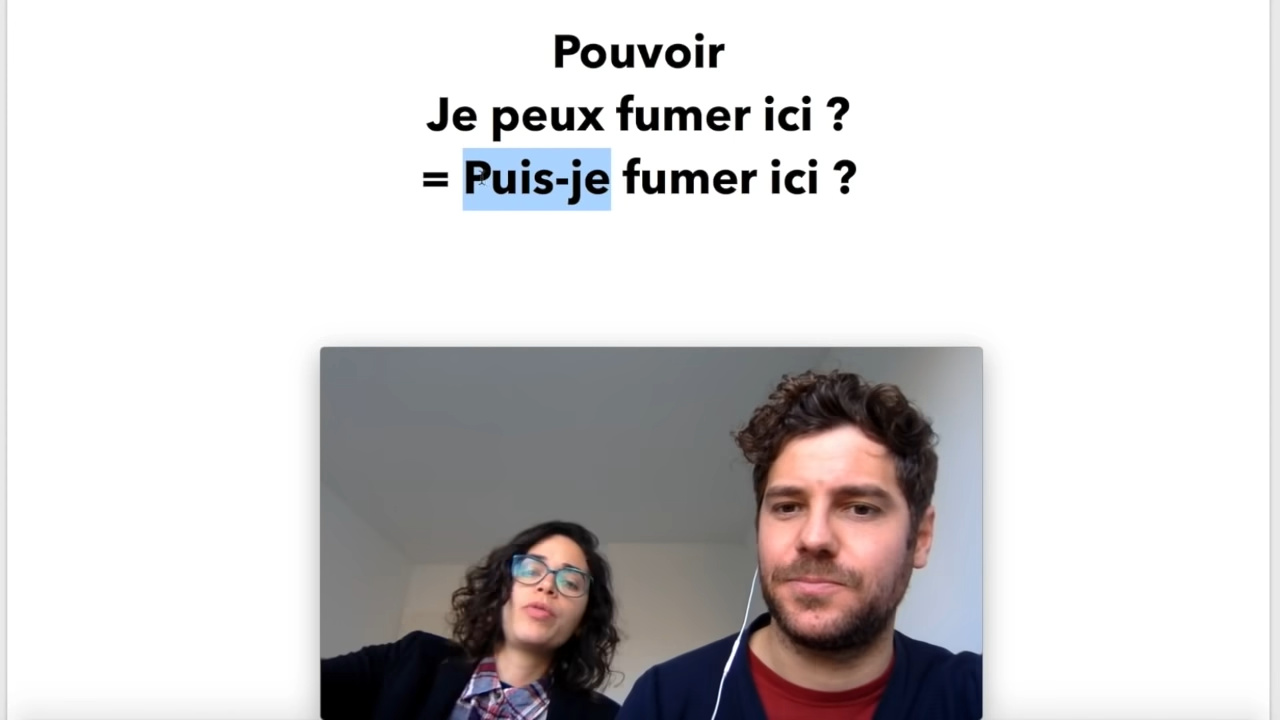 Pouvoir
Je peux fumer ici ?
= Puis-je fumer ici ?